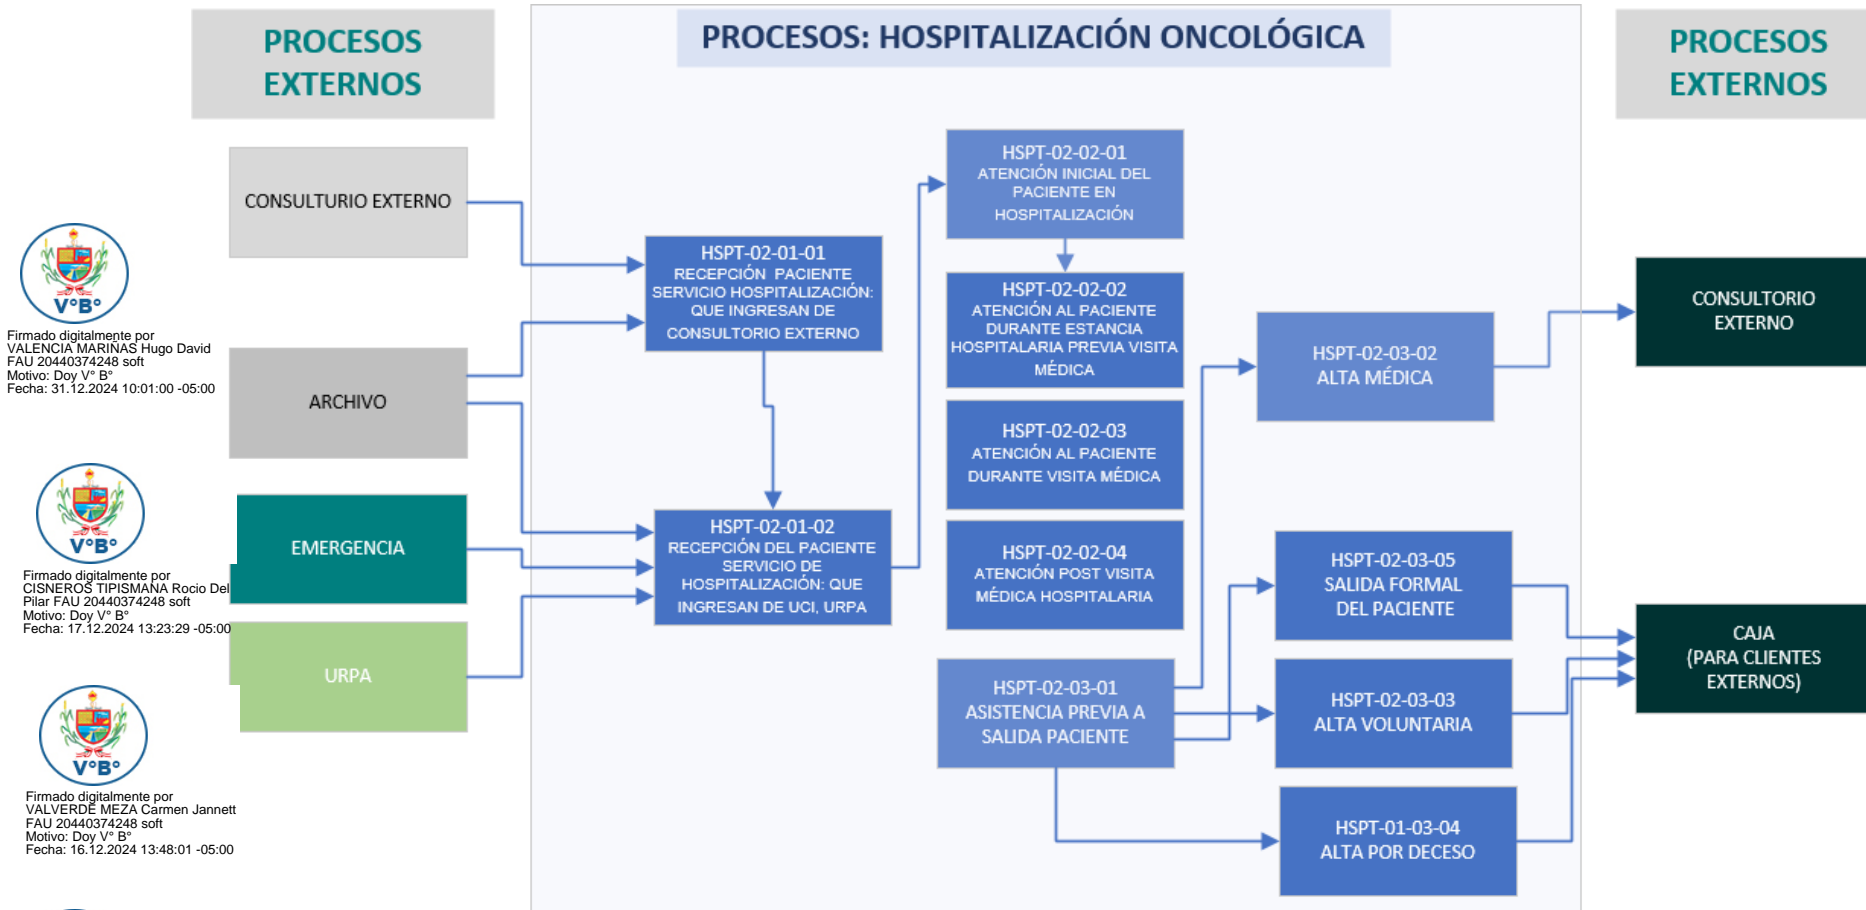 PROCESOS
EXTERNOS
PROCESOS: HOSPITALIZACIÓN ONCOLÓGICA
PROCESOS
EXTERNOS
CONSULTURIO EXTERNO
ARCHIVO
EMERGENCIA
URPA
V°B°
Firmado digitalmente por
VALENCIA MARIÑAS Hugo David
FAU 20440374248 soft
Motivo: Doy V° B°
Fecha: 31.12.2024 10:01:00 -05:00
V°B°
Firmado digitalmente por
CISNEROS TIPISMANA Rocio Del
Pilar FAU 20440374248 soft
Motivo: Doy V° B°
Fecha: 17.12.2024 13:23:29 -05:00
V°B°
Firmado digitalmente por
VALVERDE MEZA Carmen Jannett
FAU 20440374248 soft
Motivo: Doy V° B°
Fecha: 16.12.2024 13:48:01 -05:00
HSPT-02-01-01
RECEPCIÓN PACIENTE
SERVICIO HOSPITALIZACIÓN:
QUE INGRESAN DE
CONSULTORIO EXTERNO
HSPT-02-01-02
RECEPCIÓN DEL PACIENTE
SERVICIO DE
HOSPITALIZACIÓN: QUE
INGRESAN DE UCI, URPA
HSPT-02-02-01
ATENCIÓN INICIAL DEL
PACIENTE EN
HOSPITALIZACIÓN
HSPT-02-02-02
ATENCIÓN AL PACIENTE
DURANTE ESTANCIA
HOSPITALARIA PREVIA VISITA
MÉDICA
HSPT-02-02-03
ATENCIÓN AL PACIENTE
DURANTE VISITA MÉDICA
HSPT-02-02-04
ATENCIÓN POST VISITA
MÉDICA HOSPITALARIA
HSPT-02-03-01
ASISTENCIA PREVIA A
SALIDA PACIENTE
HSPT-02-03-02
ALTA MÉDICA
HSPT-02-03-05
SALIDA FORMAL
DEL PACIENTE
HSPT-02-03-03
ALTA VOLUNTARIA
HSPT-01-03-04
ALTA POR DECESO
CONSULTORIO
EXTERNO
CAJA
(PARA CLIENTES
EXTERNOS)